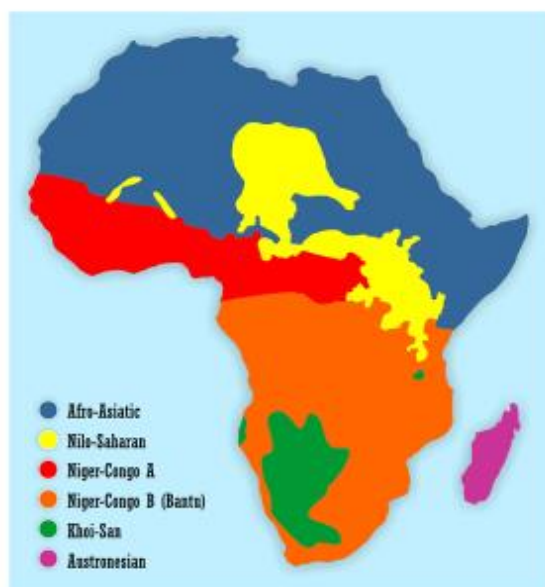 Afro-Asiatic
Nilo-Saharan
Niger-Congo A
Niger-Congo B (Bantu)
Khoi-San
Austronesian